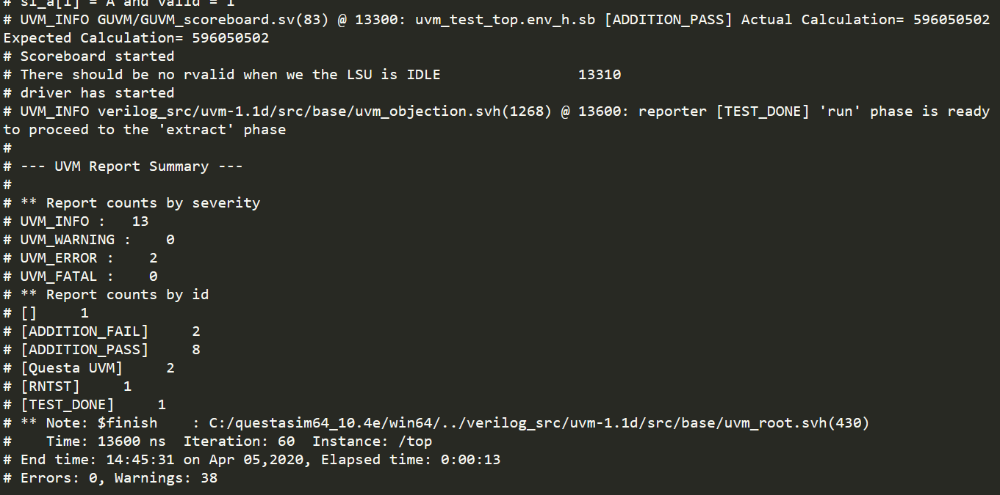 # si_a[i] = A and valid = 1
# UVM_INFO GUVM/GUVM_scoreboard.sv(83) @ 13300: uvm_test_top.env_h.sb [ADDITION_PASS] Actual Calculation= 596050502
Expected Calculation= 596050502
# Scoreboard started
# There should be no rvalid when we the LSU is IDLE                13310
# driver has started
# UVM_INFO verilog_src/uvm-1.1d/src/base/uvm_objection.svh(1268) @ 13600: reporter [TEST_DONE] 'run' phase is ready
to proceed to the 'extract' phase
#
# --- UVM Report Summary ---
#
# ** Report counts by severity
# UVM_INFO :   13
# UVM_WARNING :    0
# UVM_ERROR :    2
# UVM_FATAL :    0
# ** Report counts by id
# []     1
# [ADDITION_FAIL]     2
# [ADDITION_PASS]     8
# [Questa UVM]     2
# [RNTST]     1
# [TEST_DONE]     1
# ** Note: $finish    : C:/questasim64_10.4e/win64/../verilog_src/uvm-1.1d/src/base/uvm_root.svh(430)
#    Time: 13600 ns  Iteration: 60  Instance: /top
# End time: 14:45:31 on Apr 05,2020, Elapsed time: 0:00:13
# Errors: 0, Warnings: 38